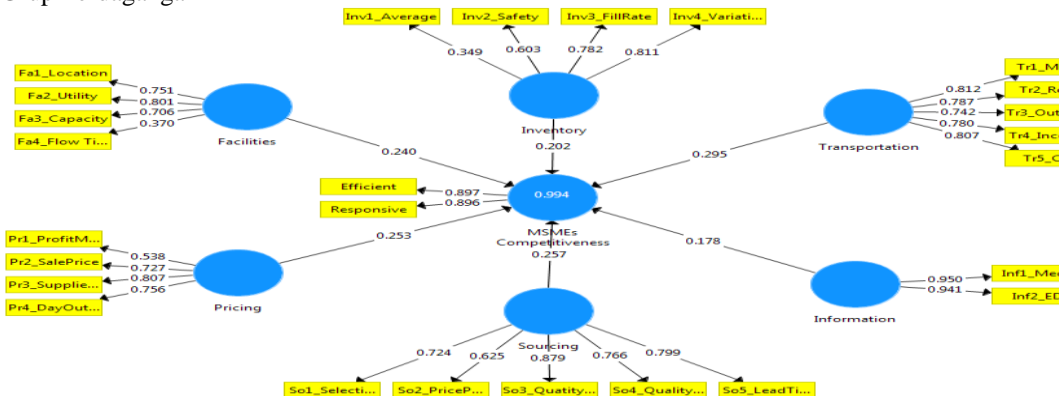 Inv1_Average
Inv2_Safety
Inv3_FillRate
Inv4_Variati...
0.349
0.603
0.782
0.811
Inventory
0.202
Fa1_Location
Fa2_Utility
Fa3_Capacity
Fa4_Flow Ti...
0.751
0.801
0.706
0.370
Facilities
0.240
Tr1_M
Tr2_Re
Tr3_Out
Tr4_Inc
Tr5_C
0.812
0.787
0.742
0.780
0.807
Transportation
0.295
Efficient
Responsive
0.897
0.896
0.994
MSMEs
Competitiveness
Pr1_ProfitM...
Pr2_SalePrice
Pr3_Supplie...
Pr4_DayOut...
0.538
0.727
0.807
0.756
Pricing
0.253
0.257
Sourcing
0.724
0.625
0.879
0.766
0.799
So1_Selecti...
So2_PriceP...
So3_Quatity...
So4_Quality...
So5_LeadTi...
0.178
Inf1_Med
Inf2_ED
0.950
0.941
Information